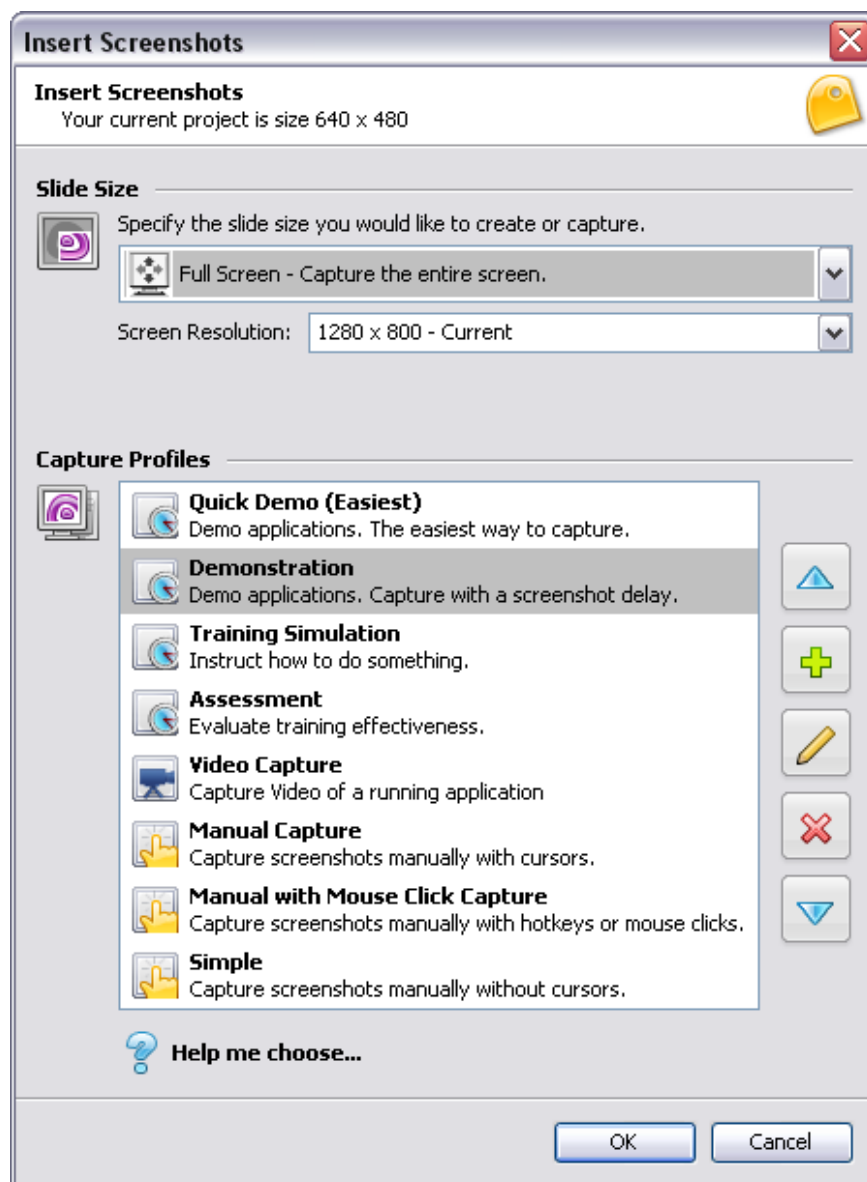 Insert Screenshots
Insert Screenshots
Your current project is size 640 x 480
Slide Size
Specify the slide size you would like to create or capture.
Full Screen - Capture the entire screen.
Screen Resolution: 1280 x 800 - Current
Capture Profiles
Quick Demo (Easiest)
Demo applications. The easiest way to capture.
Demonstration
Demo applications. Capture with a screenshot delay.
Training Simulation
Instruct how to do something.
Assessment
Evaluate training effectiveness.
Video Capture
Capture Video of a running application
Manual Capture
Capture screenshots manually with cursors.
Manual with Mouse Click Capture
Capture screenshots manually with hotkeys or mouse clicks.
Simple
Capture screenshots manually without cursors.
Help me choose...
OK Cancel